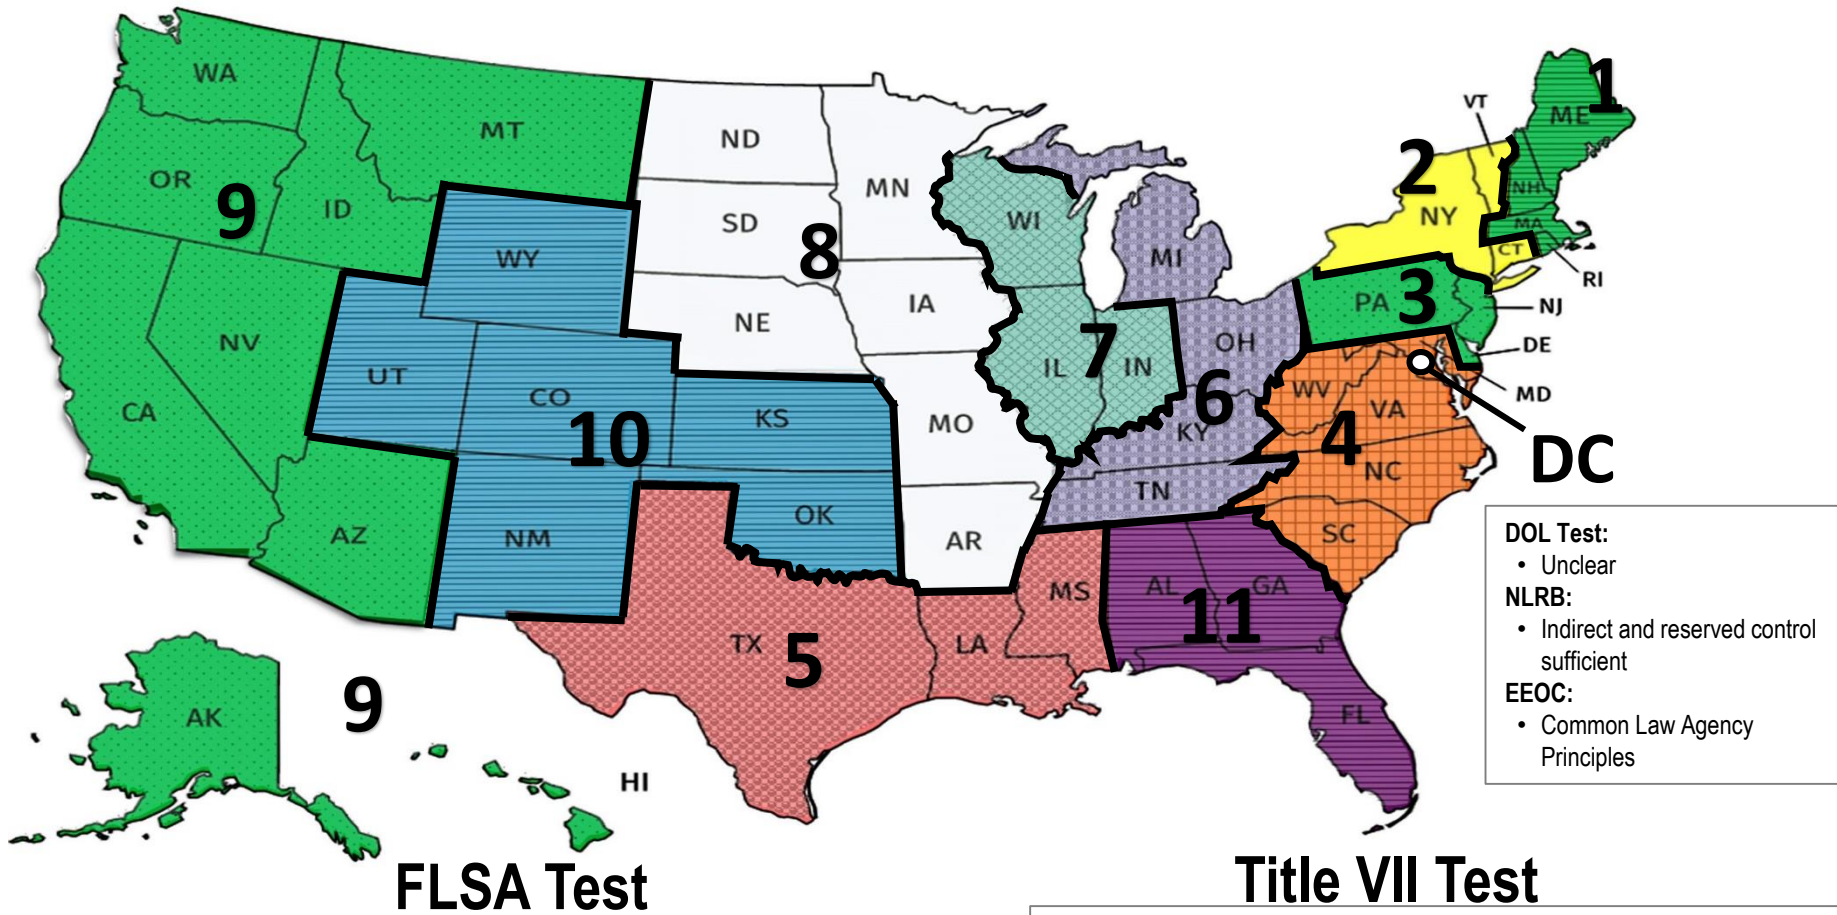 WA
MT
ND
MN
VT
ME
1
OR
9
ID
SD
8
WI
MI
2
NY
NH
MA
CT
RI
WY
NE
IA
PA
3
NJ
NV
UT
CO
10
KS
CA
IL
7
IN
OH
6
KY
DE
MD
WV
VA
4
DC
MO
NC
TN
SC
AZ
NM
OK
AR
TX
5
LA
MS
AL
11
GA
FL
AK
9
HI
DOL Test:
• Unclear
NLRB:
• Indirect and reserved control
sufficient
EEOC:
• Common Law Agency
Principles
FLSA Test
Title VII Test